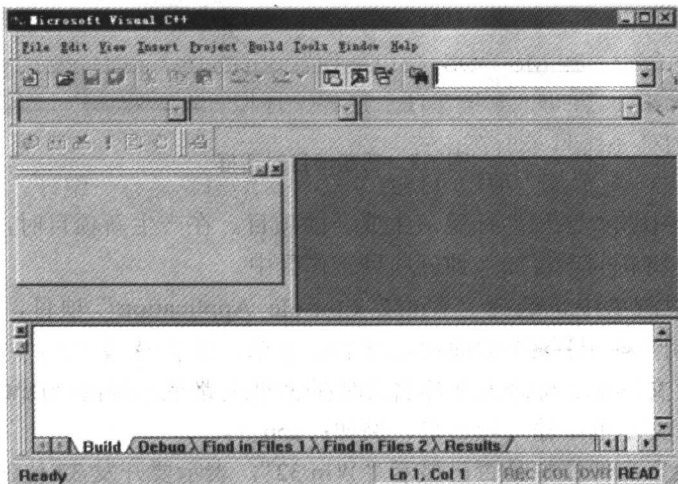 Microsoft Visual C++
File Edit View Insert Project Build Tools Window Help
Build Debug Find in Files 1 Find in Files 2 Results
Ready Ln 1, Col 1 REC COL OVR READ